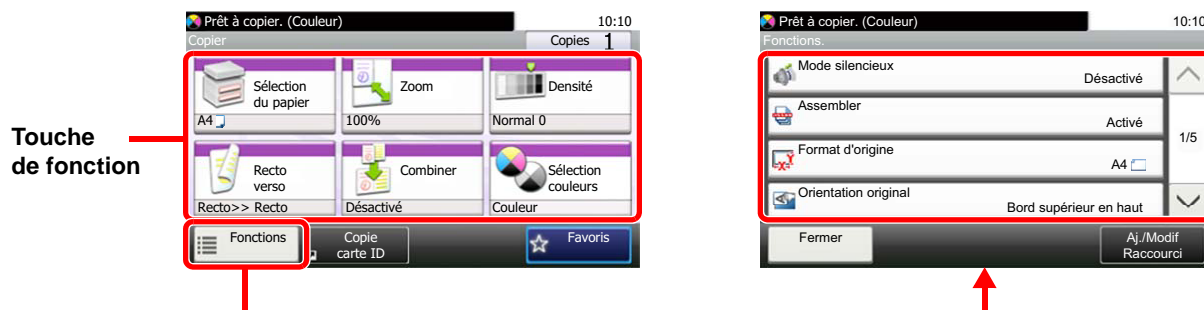 Touche
de fonction
Prêt à copier. (Couleur)
10:10
Copier
Copies 1
Sélection
du papier
A4
Zoom
100%
Densité
Normal 0
Recto
verso
Recto>> Recto
Combiner
Désactivé
Sélection
couleurs
Couleur
Fonctions
Copie
carte ID
Favoris
Prêt à copier. (Couleur)
10:10
Fonctions.
Mode silencieux
Désactivé
Assembler
Activé
1/5
Format d'origine
A4
Orientation original
Bord supérieur en haut
Fermer
Aj./Modif
Raccourci